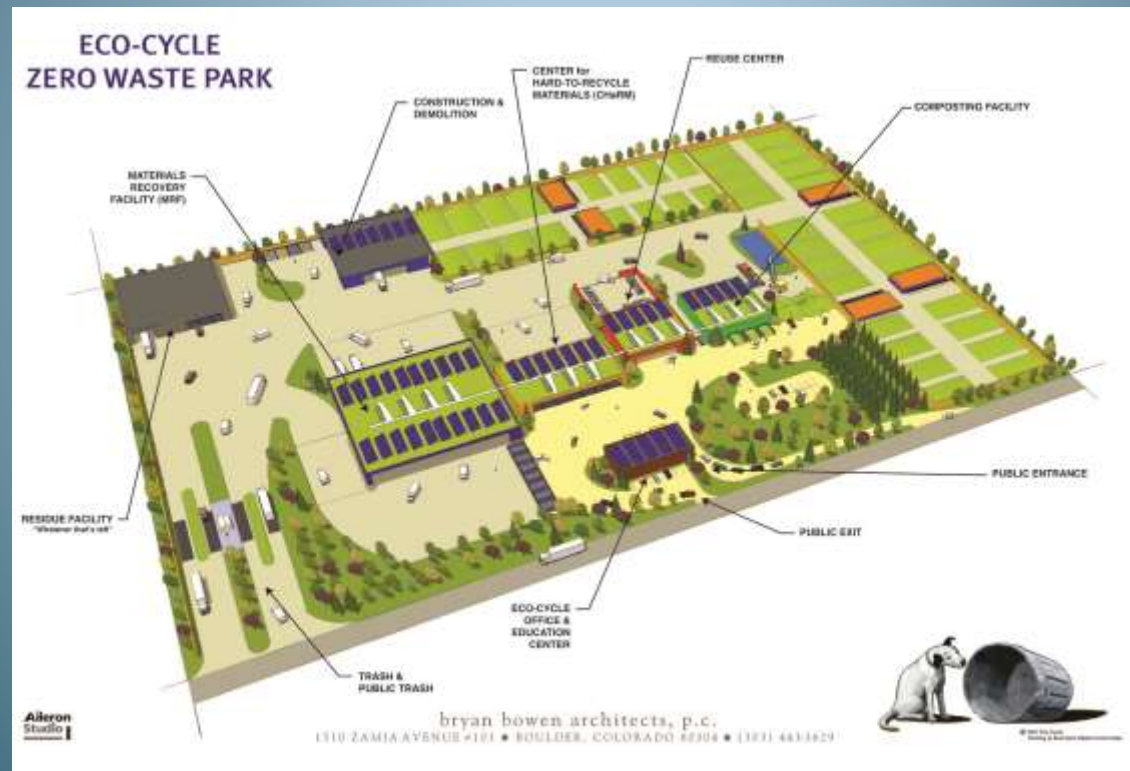 ECO-CYCLE
ZERO WASTE PARK
REUSE CENTER
CENTER for
HARD-TO-RECYCLE
MATERIALS (CHaRM)
CONSTRUCTION &
DEMOLITION
COMPOSTING FACILITY
MATERIALS
RECOVERY
FACILITY (MRF)
PUBLIC ENTRANCE
RESIDUE FACILITY
"Whatever that's left"
PUBLIC EXIT
ECO-CYCLE
OFFICE &
EDUCATION
CENTER
TRASH &
PUBLIC TRASH
Aileron
Studio
bryan bowen architects, p.c.
1510 ZAMIA AVENUE #103 • BOULDER, COLORADO 80304 • (303) 443-3629